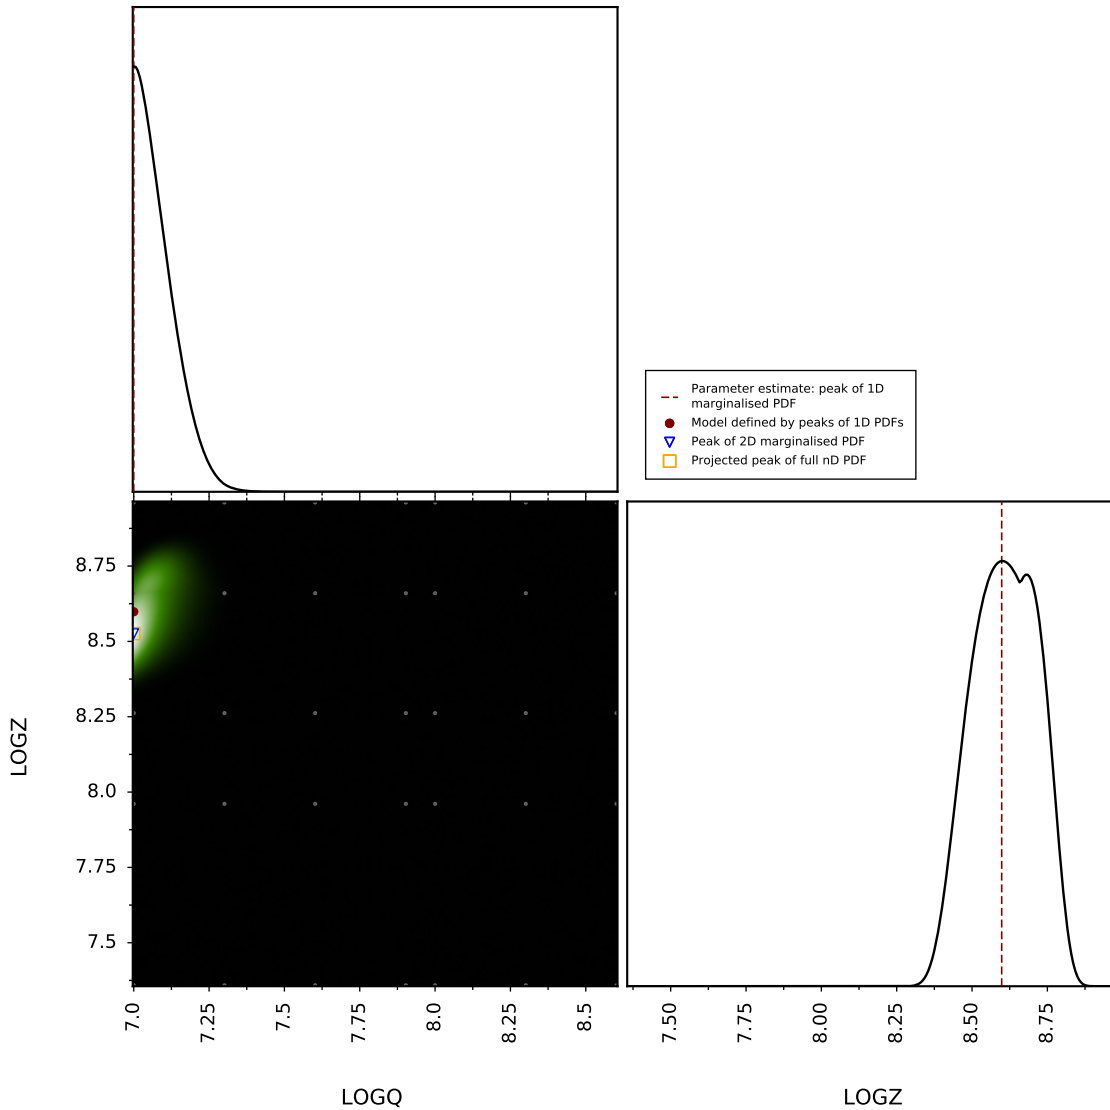 Parameter estimate: peak of 1D
marginalised PDF
Model defined by peaks of 1D PDFs
Peak of 2D marginalised PDF
Projected peak of full nD PDF
LOGZ
8.75
8.5
8.25
8.0
7.75
7.5
7.0
7.25
7.5
7.75
8.0
8.25
8.5
LOGQ
7.50
7.75
8.00
8.25
8.50
8.75
LOGZ